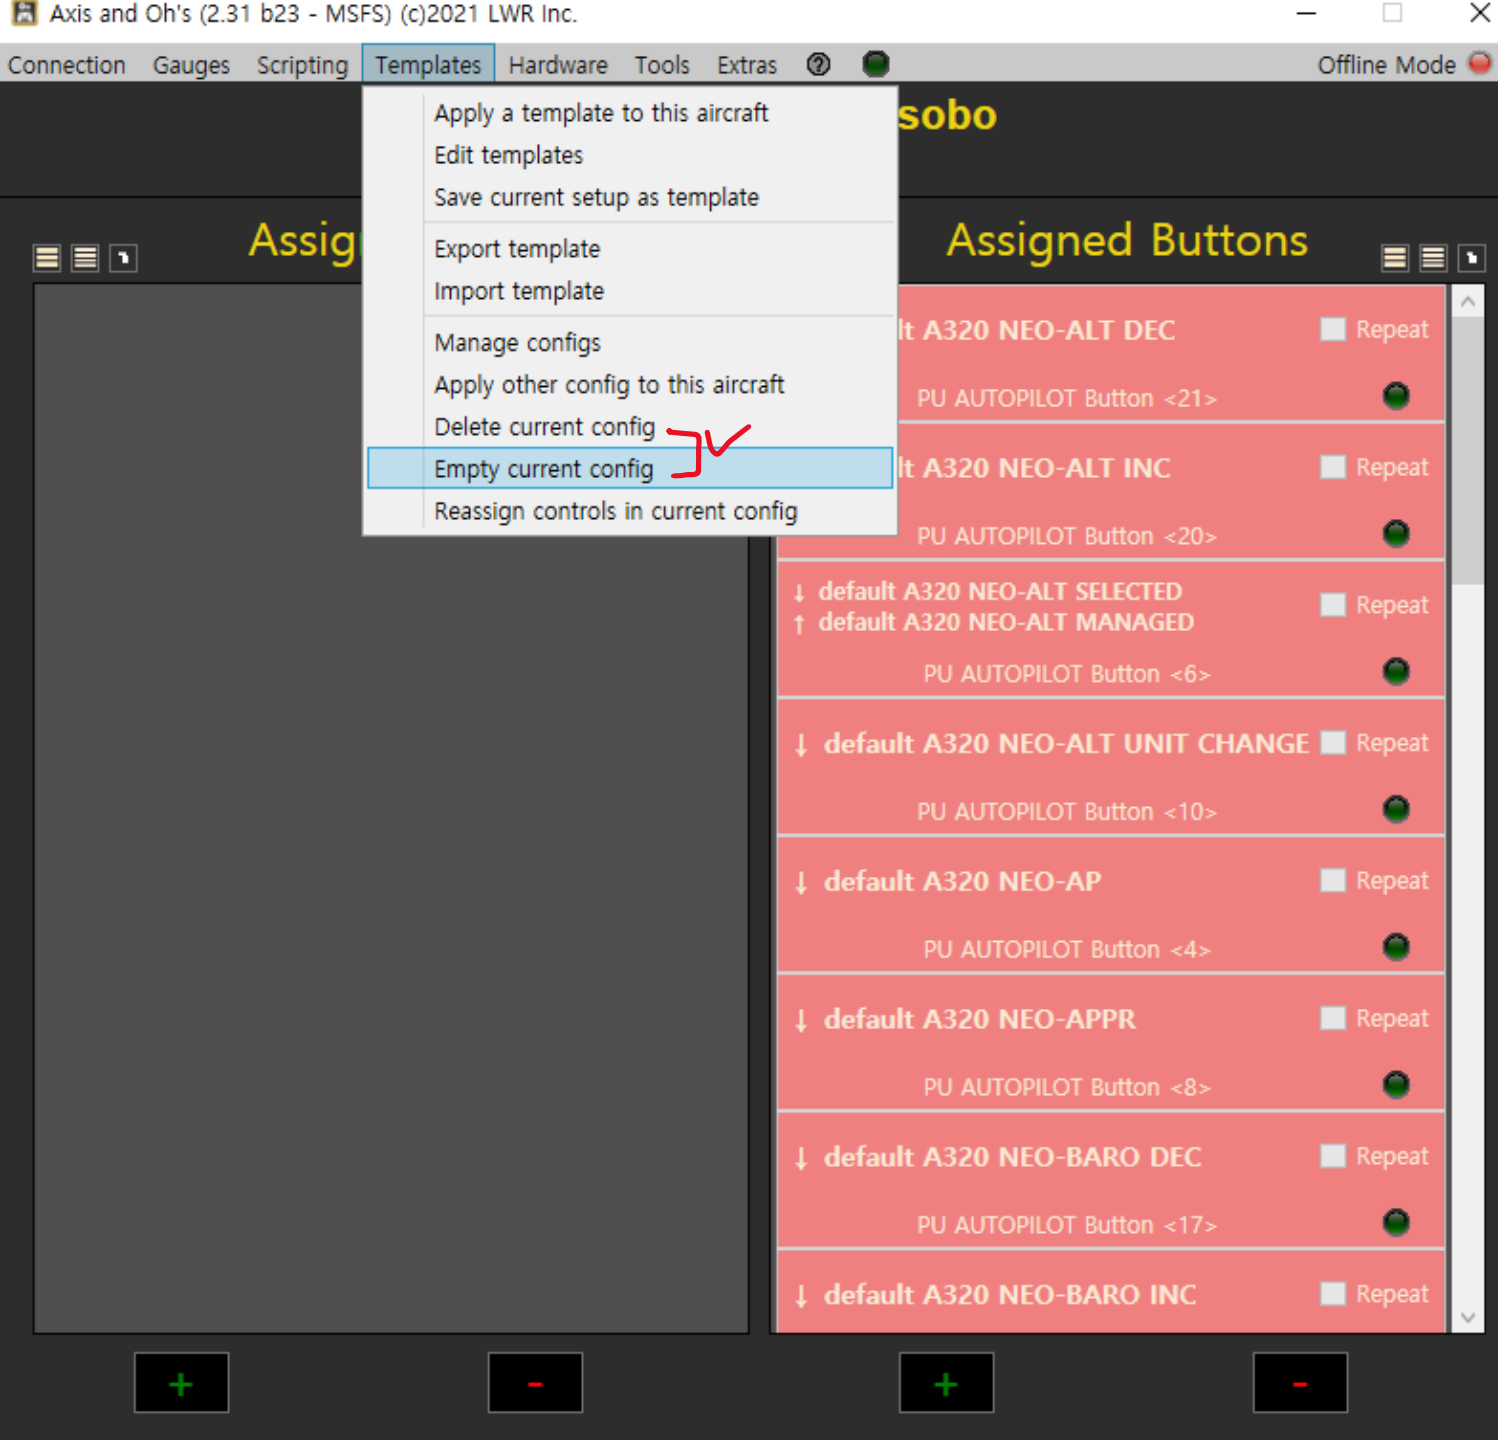 Axis and Oh's (2.31 b23 - MSFS) (c)2021 LWR Inc.
Connection Gauges Scripting Templates Hardware Tools Extras ? Offline Mode
sobo
Apply a template to this aircraft
Edit templates
Save current setup as template
Export template
Import template
Manage configs
Apply other config to this aircraft
Delete current config
Empty current config
Reassign controls in current config
Assigned Buttons
A320 NEO-ALT DEC Repeat
PU AUTOPILOT Button <21>
A320 NEO-ALT INC Repeat
PU AUTOPILOT Button <20>
↓ default A320 NEO-ALT SELECTED
↑ default A320 NEO-ALT MANAGED Repeat
PU AUTOPILOT Button <6>
↓ default A320 NEO-ALT UNIT CHANGE Repeat
PU AUTOPILOT Button <10>
↓ default A320 NEO-AP Repeat
PU AUTOPILOT Button <4>
↓ default A320 NEO-APPR Repeat
PU AUTOPILOT Button <8>
↓ default A320 NEO-BARO DEC Repeat
PU AUTOPILOT Button <17>
↓ default A320 NEO-BARO INC Repeat
+ - + -